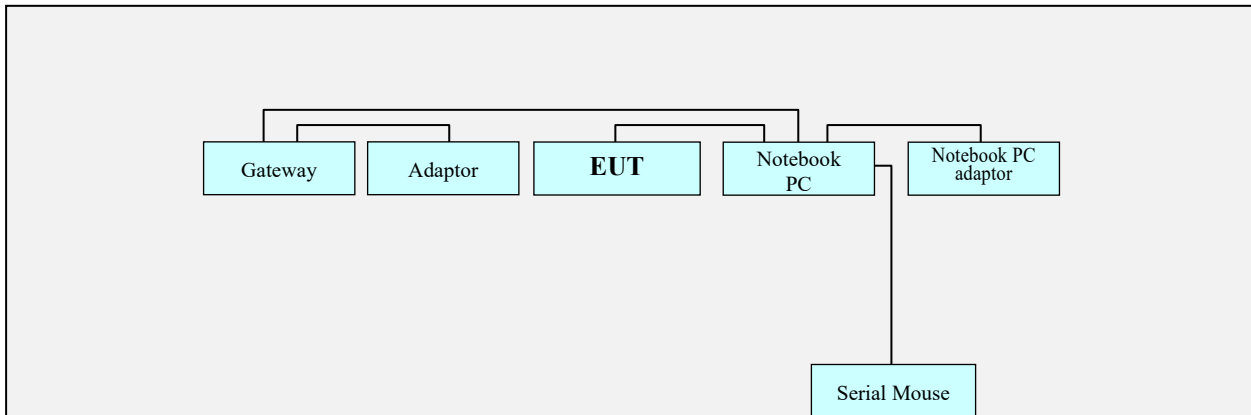 Gateway
Adaptor
EUT
Notebook
PC
Notebook PC
adaptor
Serial Mouse